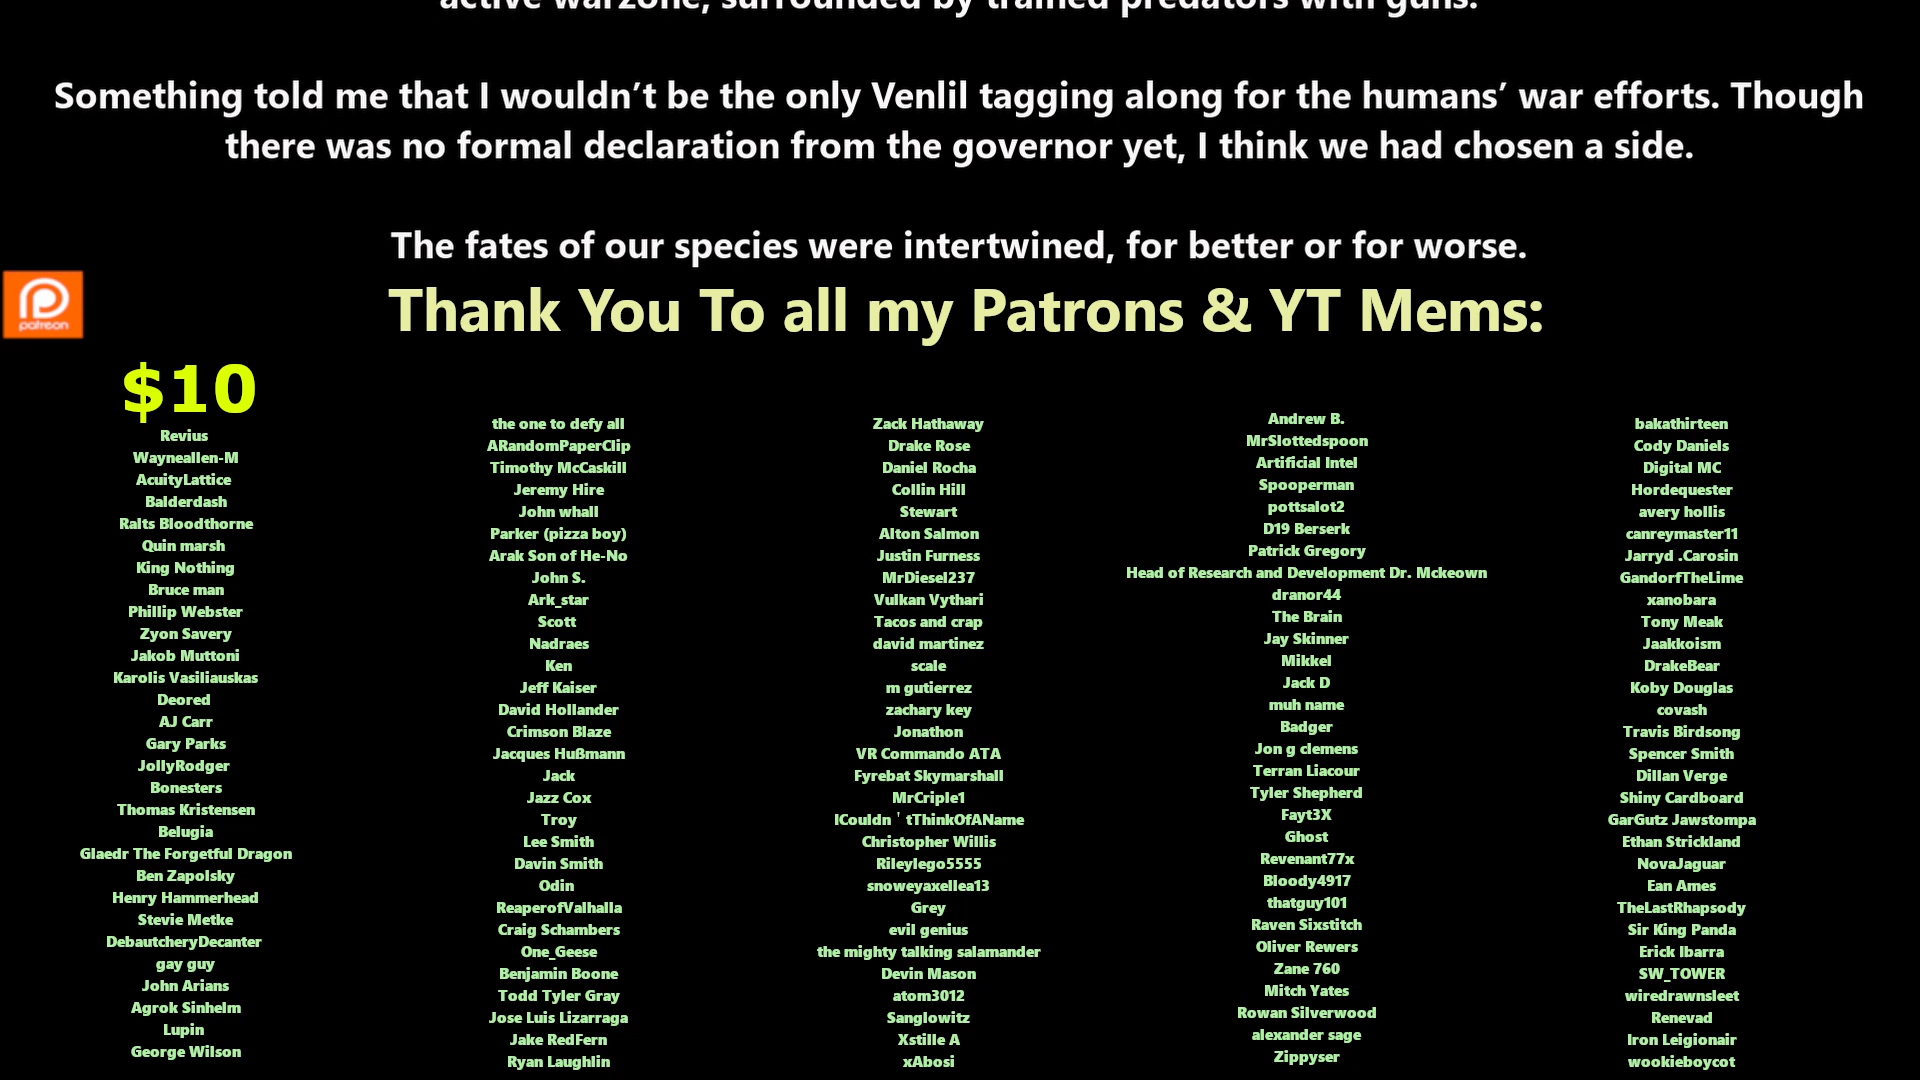 active warzone, surrounded by trained predators with guns.
Something told me that I wouldn’t be the only Venlil tagging along for the humans’ war efforts. Though
there was no formal declaration from the governor yet, I think we had chosen a side.
The fates of our species were intertwined, for better or for worse.
patreon
Thank You To all my Patrons & YT Mems:
$10
Revius
Wayneallen-M
AcuityLattice
Balderdash
Ralts Bloodthorne
Quin marsh
King Nothing
Bruce man
Phillip Webster
Zyon Savery
Jakob Muttoni
Karolis Vasiliauskas
Deored
AJ Carr
Gary Parks
JollyRodger
Bonesters
Thomas Kristensen
Belugia
Glaedr The Forgetful Dragon
Ben Zapolsky
Henry Hammerhead
Stevie Metke
DebautcheryDecanter
gay guy
John Arians
Agrok Sinhelm
Lupin
George Wilson
the one to defy all
ARandomPaperClip
Timothy McCaskill
Jeremy Hire
John whall
Parker (pizza boy)
Arak Son of He-No
John S.
Ark_star
Scott
Nadraes
Ken
Jeff Kaiser
David Hollander
Crimson Blaze
Jacques Hußmann
Jack
Jazz Cox
Troy
Lee Smith
Davin Smith
Odin
ReaperofValhalla
Craig Schambers
One_Geese
Benjamin Boone
Todd Tyler Gray
Jose Luis Lizarraga
Jake RedFern
Ryan Laughlin
Zack Hathaway
Drake Rose
Daniel Rocha
Collin Hill
Stewart
Alton Salmon
Justin Furness
MrDiesel237
Vulkan Vythari
Tacos and crap
david martinez
scale
m gutierrez
zachary key
Jonathon
VR Commando ATA
Fyrebat Skymarshall
MrCriple1
ICouldn ' tThinkOfAName
Christopher Willis
Rileylego5555
snoweyaxellea13
Grey
evil genius
the mighty talking salamander
Devin Mason
atom3012
Sanglowitz
Xstille A
xAbosi
Andrew B.
MrSlottedspoon
Artificial Intel
Spooperman
pottsalot2
D19 Berserk
Patrick Gregory
Head of Research and Development Dr. Mckeown
dranor44
The Brain
Jay Skinner
Mikkel
Jack D
muh name
Badger
Jon g clemens
Terran Liacour
Tyler Shepherd
Fayt3X
Ghost
Revenant77x
Bloody4917
thatguy101
Raven Sixstitch
Oliver Rewers
Zane 760
Mitch Yates
Rowan Silverwood
alexander sage
Zippyser
bakathirteen
Cody Daniels
Digital MC
Hordequester
avery hollis
canreymaster11
Jarryd .Carosin
GandorfTheLime
xanobara
Tony Meak
Jaakkoism
DrakeBear
Koby Douglas
covash
Travis Birdsong
Spencer Smith
Dillan Verge
Shiny Cardboard
GarGutz Jawstompa
Ethan Strickland
NovaJaguar
Ean Ames
TheLastRhapsody
Sir King Panda
Erick Ibarra
SW_TOWER
wiredrawnsleet
Renevad
Iron Leigionair
wookieboycot